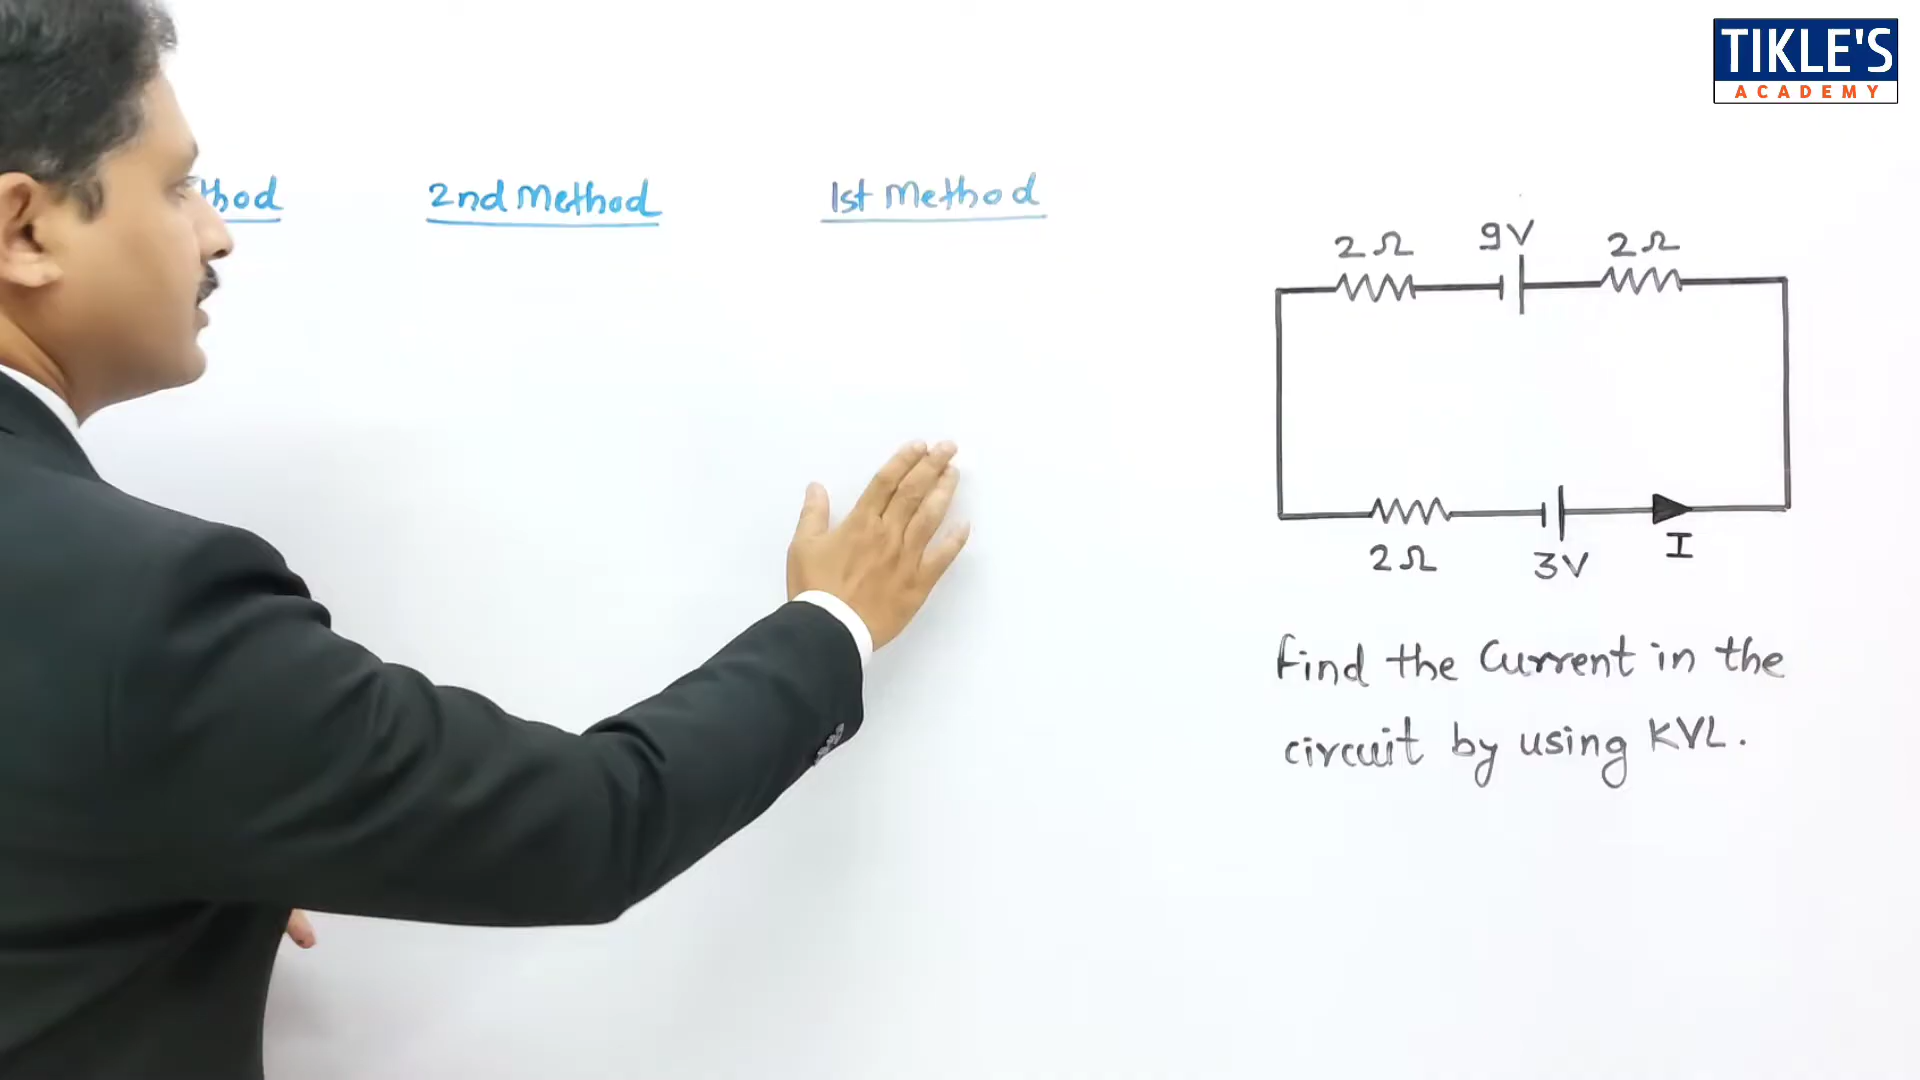 TIKLE'S
ACADEMY
thod
2nd Method
1st Method
2Ω
9V
2Ω
2Ω
3V
I
Find the Current in the
circuit by using KVL.